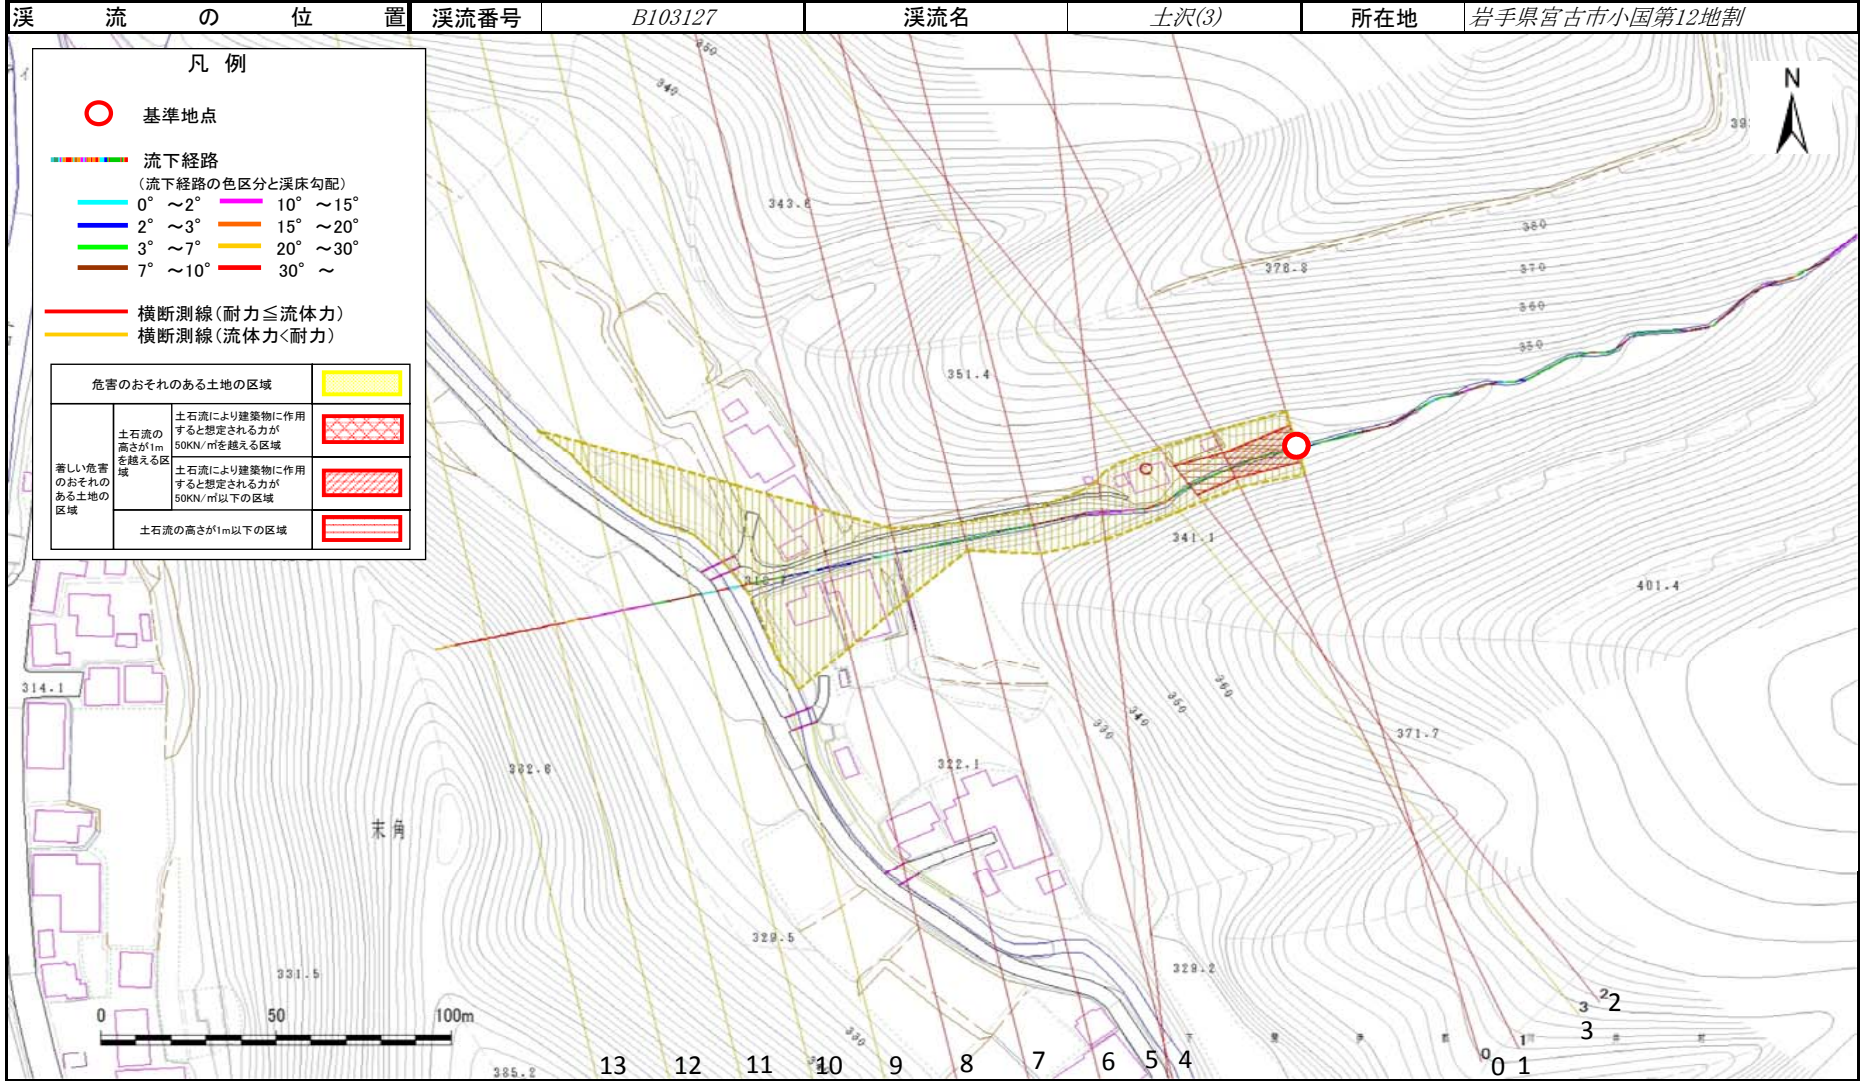 渓流の位置 渓流番号 B103127 渓流名 土沢(3) 所在地 岩手県宮古市小国第12地割
凡 例
基準地点
流下経路
(流下経路の色区分と渓床勾配)
0° ～2° 10° ～15°
2° ～3° 15° ～20°
3° ～7° 20° ～30°
7° ～10° 30° ～
横断測線(耐力≦流体力)
横断測線(流体力<耐力)
危害のおそれのある土地の区域
著しい危害
のおそれの
ある土地の
区域
土石流の
高さが1m
を越える区
域
土石流により建築物に作用
すると想定される力が
50KN/㎡を越える区域
土石流により建築物に作用
すると想定される力が
50KN/㎡以下の区域
土石流の高さが1m以下の区域
N
350
340
343.6
351.4
376.8
380
370
360
350
341.1
401.4
371.7
360
350
340
330
314.1
322.1
329.5
331.5
329.2
330
385.2
末角
0 50 100m
13 12 11 10 9 8 7 6 5 4
0 0 1 1
2 2
3 3